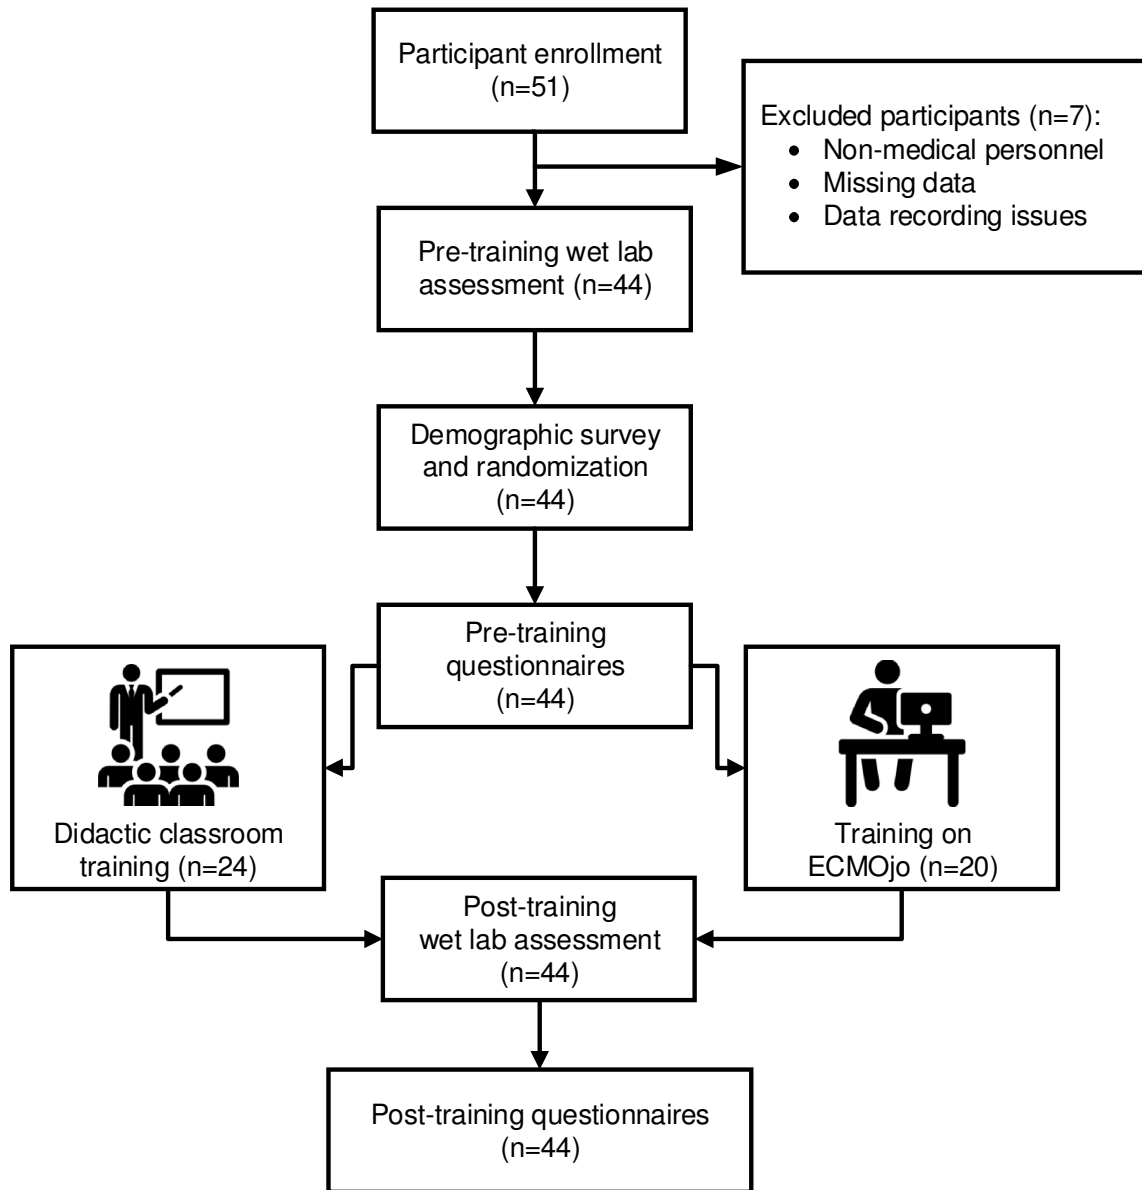 Participant enrollment
(n=51)
Excluded participants (n=7):
• Non-medical personnel
• Missing data
• Data recording issues
Pre-training wet lab
assessment (n=44)
Demographic survey
and randomization
(n=44)
Pre-training
questionnaires
(n=44)
Didactic classroom
training (n=24)
Training on
ECMOjo (n=20)
Post-training
wet lab assessment
(n=44)
Post-training questionnaires
(n=44)